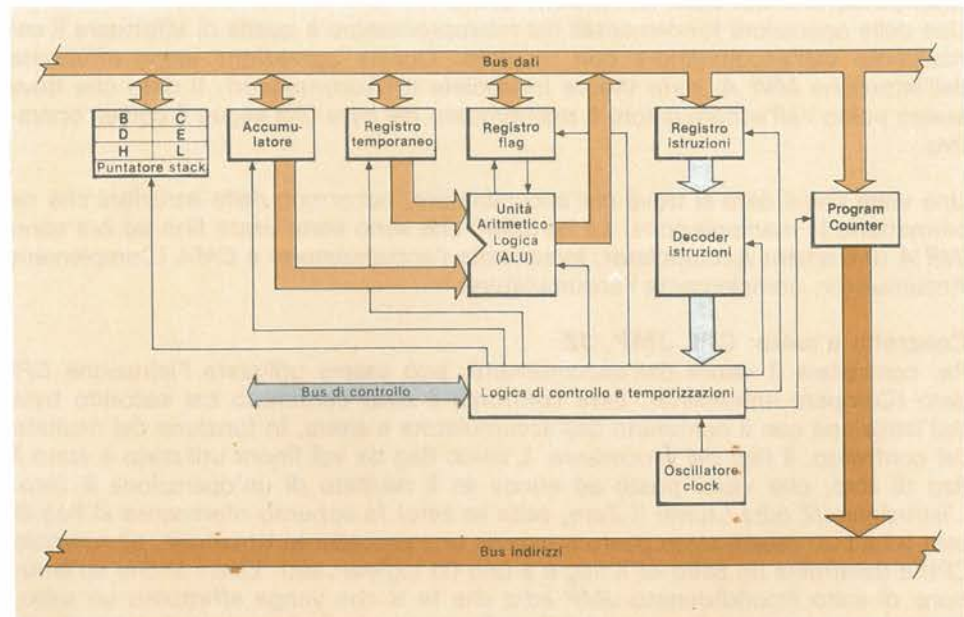 Bus dati
B C
D E
H L
Puntatore stack
Accumu-
latore
Registro
temporaneo
Registro
flag
Registro
istruzioni
Unità
Aritmetico
Logica
(ALU)
Decoder
istruzioni
Program
Counter
Bus di controllo
Logica di controllo e temporizzazioni
Oscillatore
clock
Bus indirizzi